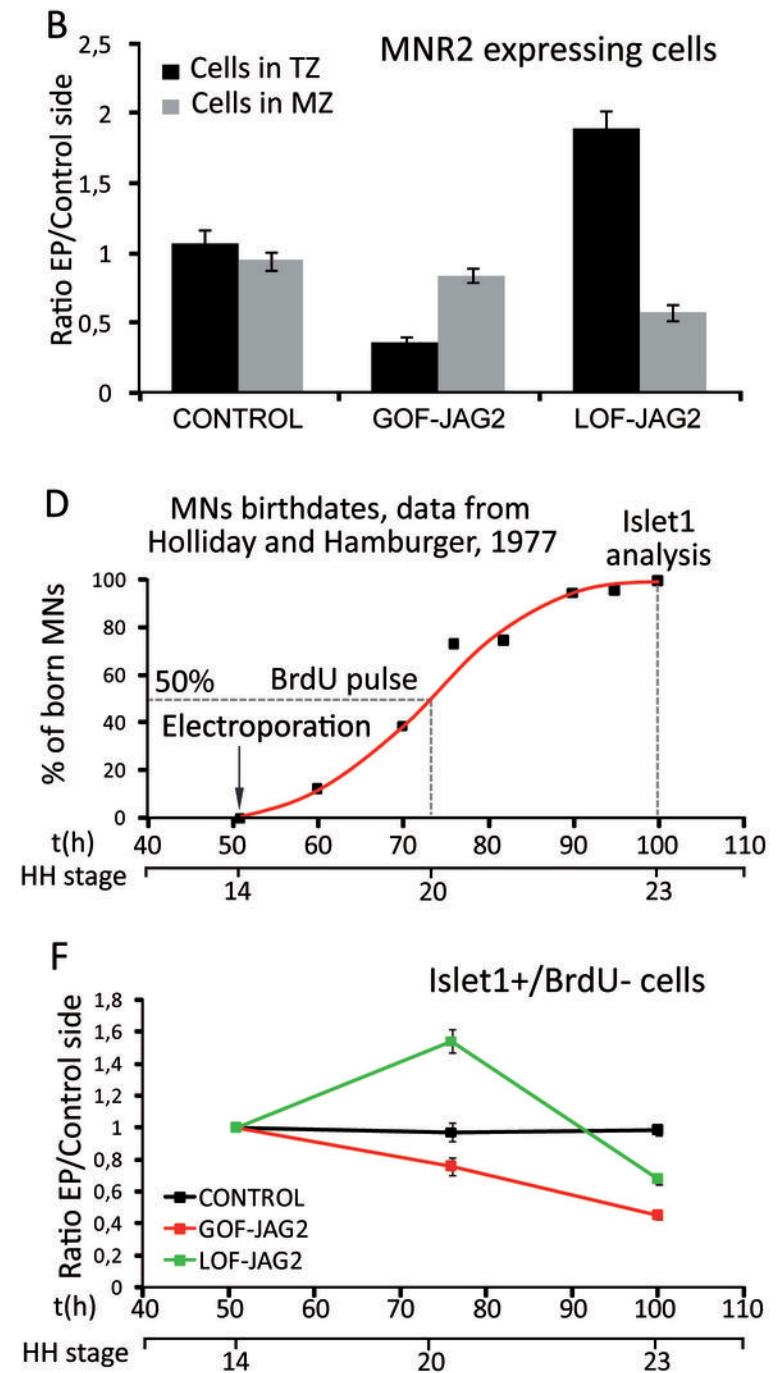 B
MNR2 expressing cells
Cells in TZ
Cells in MZ
Ratio EP/Control side
2,5
2
1,5
1
0,5
0
CONTROL GOF-JAG2 LOF-JAG2
D
MNs birthdates, data from
Holliday and Hamburger, 1977
Islet1
analysis
% of born MNs
100
80
60
40
20
0
50% BrdU pulse
Electroporation
t(h) 40 50 60 70 80 90 100 110
HH stage 14 20 23
F
Islet1+/BrdU- cells
Ratio EP/Control side
1,8
1,6
1,4
1,2
1
0,8
0,6
0,4
0,2
0
CONTROL
GOF-JAG2
LOF-JAG2
t(h) 40 50 60 70 80 90 100 110
HH stage 14 20 23